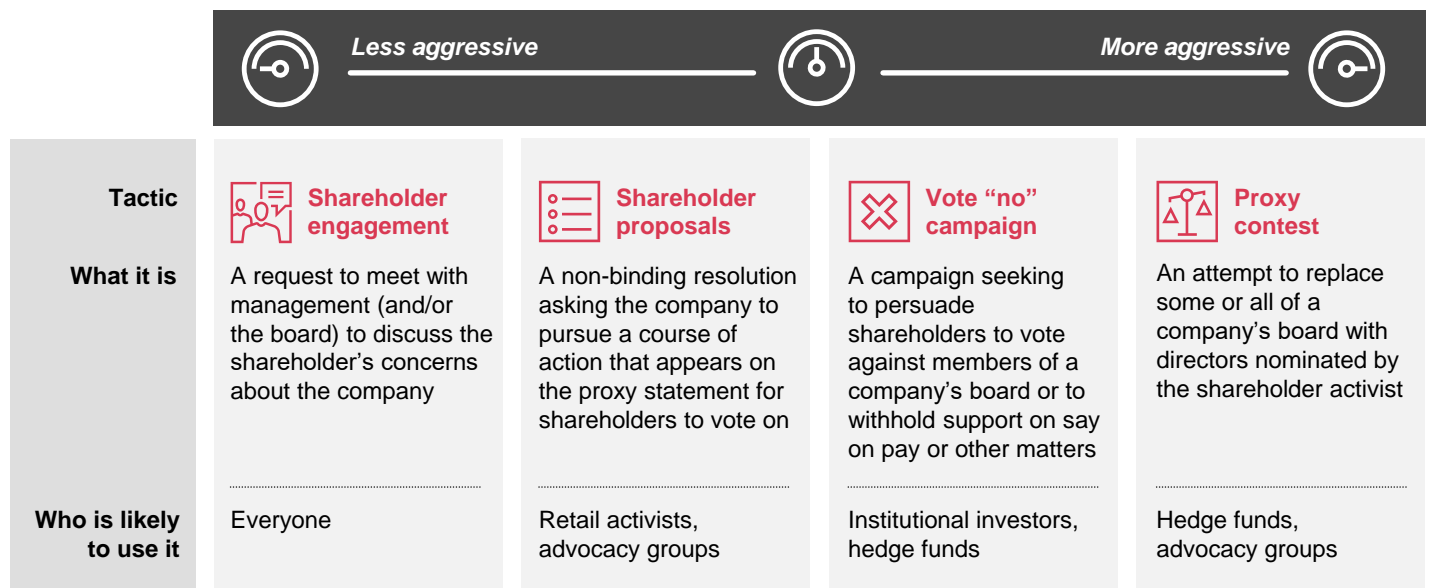 Less aggressive
More aggressive
Tactic
Shareholder
engagement
Shareholder
proposals
Vote “no”
campaign
Proxy
contest
What it is
A request to meet with
management (and/or
the board) to discuss the
shareholder’s concerns
about the company
A non-binding resolution
asking the company to
pursue a course of
action that appears on
the proxy statement for
shareholders to vote on
A campaign seeking
to persuade
shareholders to vote
against members of a
company’s board or to
withhold support on say
on pay or other matters
An attempt to replace
some or all of a
company’s board with
directors nominated by
the shareholder activist
Who is likely
to use it
Everyone
Retail activists,
advocacy groups
Institutional investors,
hedge funds
Hedge funds,
advocacy groups